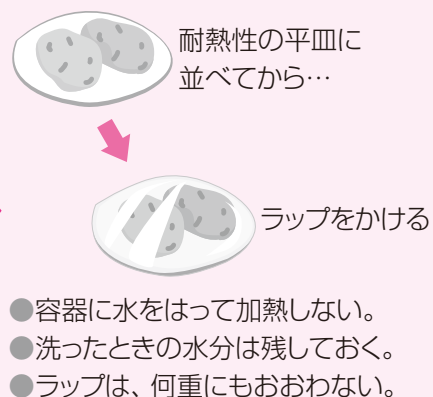 耐熱性の平皿に
並べてから…
ラップをかける
●容器に水をはって加熱しない。
●洗ったときの水分は残しておく。
●ラップは、何重にもおおわない。